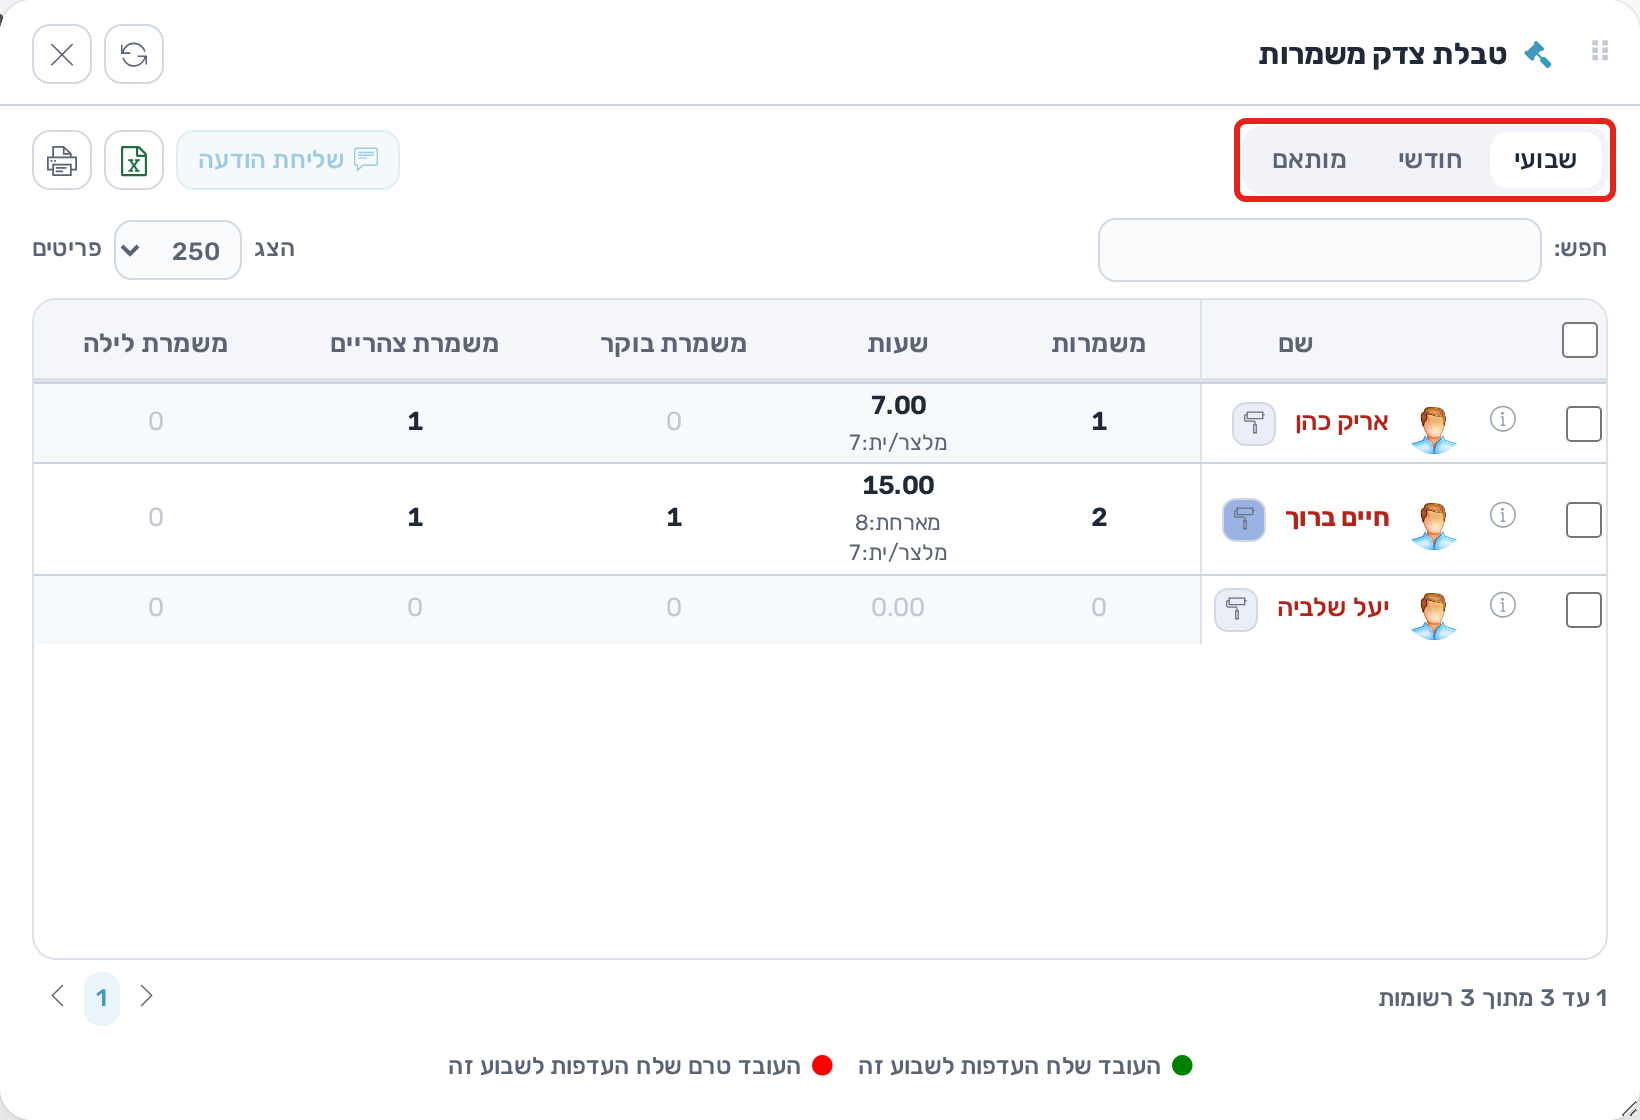 טבלת צדק משמרות
שבועי חודשי מותאם
שליחת הודעה
חפש:
הצג 250 פריטים
שם משמרות שעות משמרת בוקר משמרת צהריים משמרת לילה
אריק כהן 1 7.00 0 1 0
מלצר/ית:7
חיים ברוך 2 15.00 1 1 0
מארחת:8
מלצר/ית:7
יעל שלביה 0 0.00 0 0 0
1 עד 3 מתוך 3 רשומות
1
העובד שלח העדפות לשבוע זה
העובד טרם שלח העדפות לשבוע זה